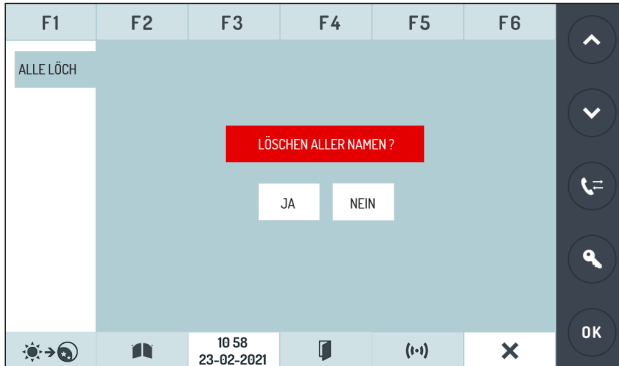 F1 F2 F3 F4 F5 F6
ALLE LÖCH
LÖSCHEN ALLER NAMEN ?
JA NEIN
OK
10 58
23-02-2021